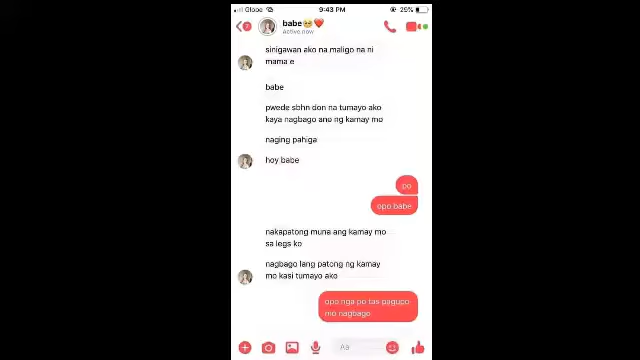 Globe
9:43 PM
25%
7
babe🥺❤️
Active now
sinigawan ako na maligo na ni
mama e
babe
pwede sbhn don na tumayo ako
kaya nagbago ano ng kamay mo
naging pahiga
hoy babe
po
opo babe
nakapatong muna ang kamay mo
sa legs ko
nagbago lang patong ng kamay
mo kasi tumayo ako
opo nga po tas pagupo
mo nagbago
Aa